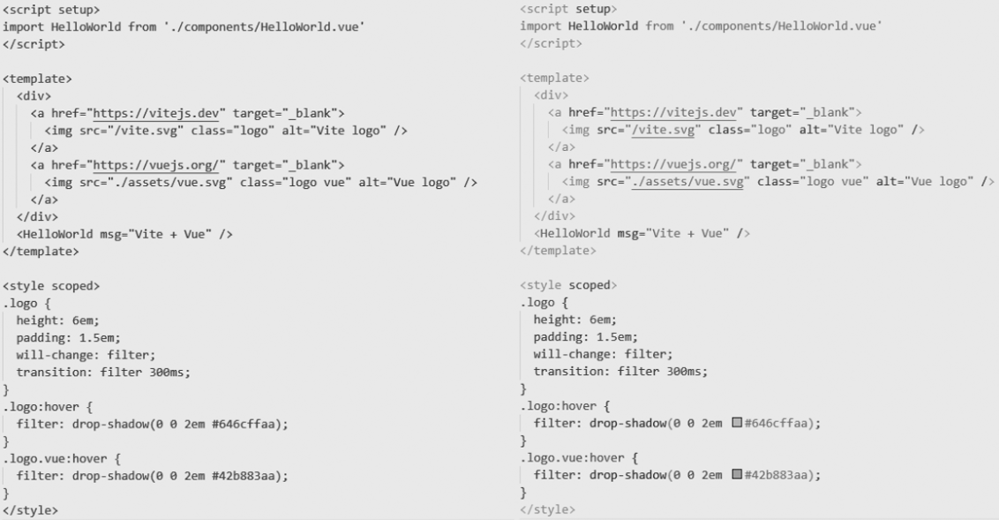 <script setup>
import HelloWorld from './components/HelloWorld.vue'
</script>

<template>
  <div>
    <a href="https://vitejs.dev" target="_blank">
      <img src="/vite.svg" class="logo" alt="Vite logo" />
    </a>
    <a href="https://vuejs.org/" target="_blank">
      <img src="./assets/vue.svg" class="logo vue" alt="Vue logo" />
    </a>
  </div>
  <HelloWorld msg="Vite + Vue" />
</template>

<style scoped>
.logo {
  height: 6em;
  padding: 1.5em;
  will-change: filter;
  transition: filter 300ms;
}
.logo:hover {
  filter: drop-shadow(0 0 2em #646cffaa);
}
.logo.vue:hover {
  filter: drop-shadow(0 0 2em #42b883aa);
}
</style>
<script setup>
import HelloWorld from './components/HelloWorld.vue'
</script>

<template>
  <div>
    <a href="https://vitejs.dev" target="_blank">
      <img src="/vite.svg" class="logo" alt="Vite logo" />
    </a>
    <a href="https://vuejs.org/" target="_blank">
      <img src="./assets/vue.svg" class="logo vue" alt="Vue logo" />
    </a>
  </div>
  <HelloWorld msg="Vite + Vue" />
</template>

<style scoped>
.logo {
  height: 6em;
  padding: 1.5em;
  will-change: filter;
  transition: filter 300ms;
}
.logo:hover {
  filter: drop-shadow(0 0 2em #646cffaa);
}
.logo.vue:hover {
  filter: drop-shadow(0 0 2em #42b883aa);
}
</style>